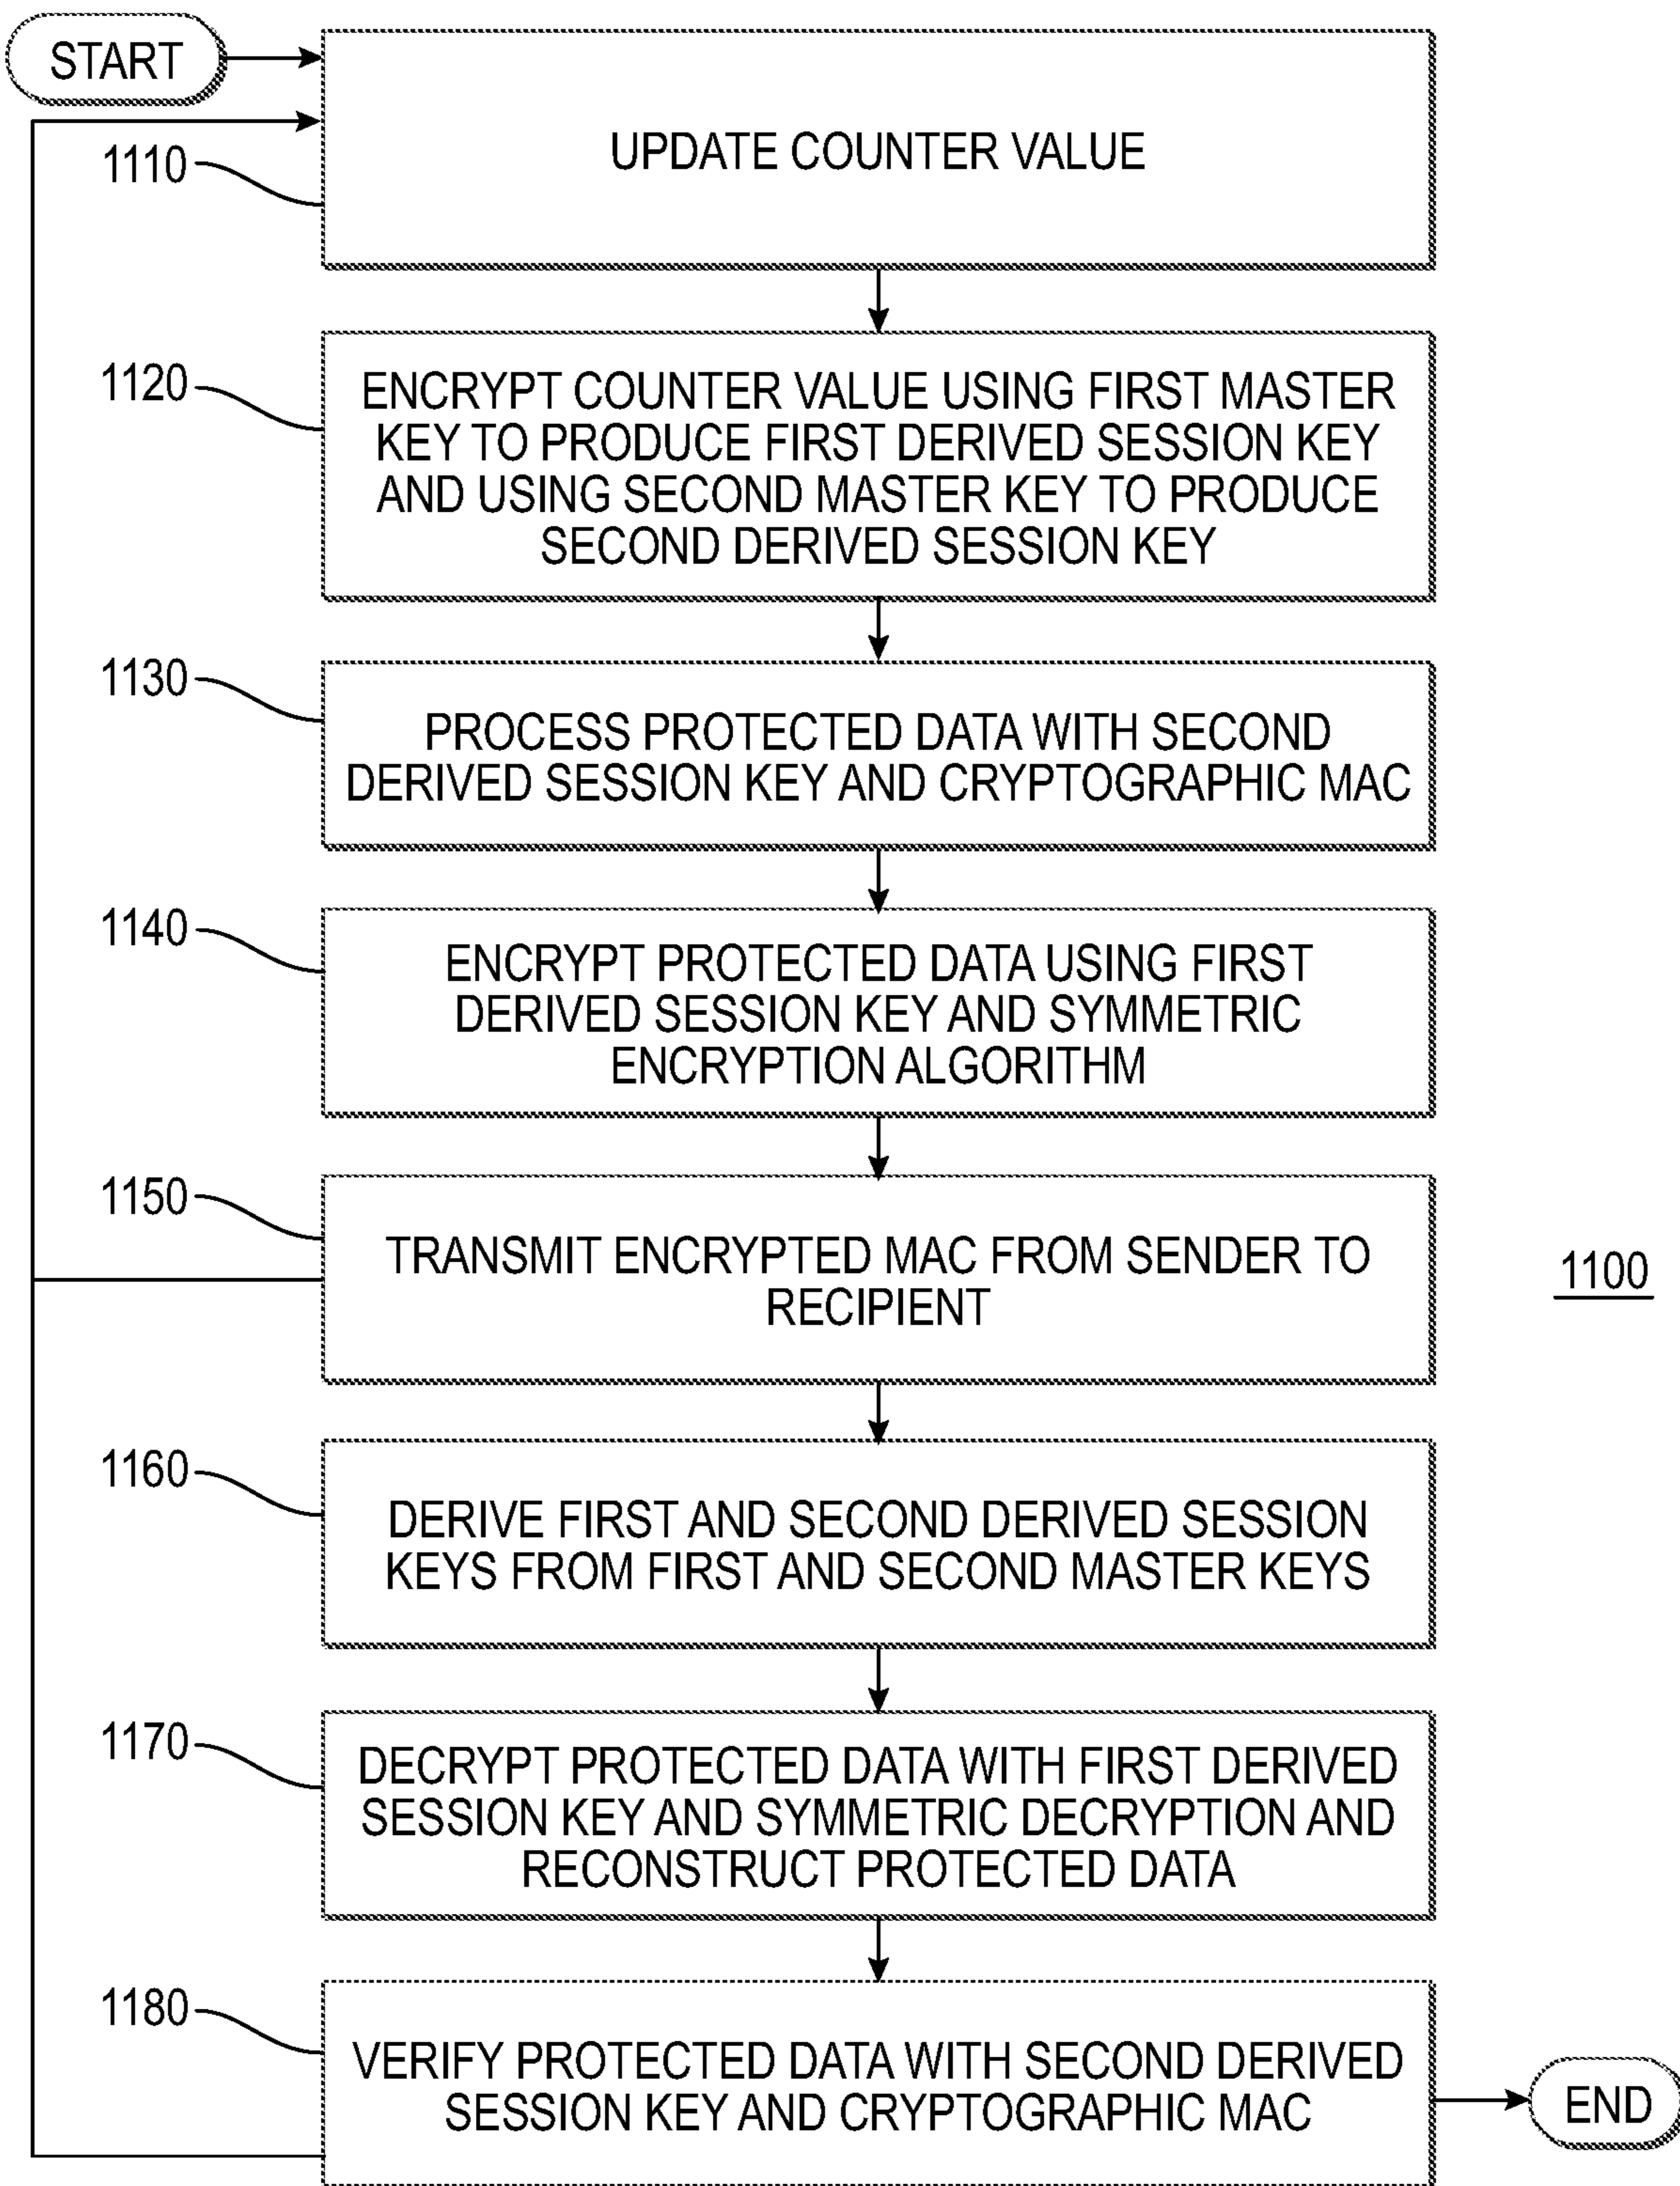 START
1110
UPDATE COUNTER VALUE
1120
ENCRYPT COUNTER VALUE USING FIRST MASTER
KEY TO PRODUCE FIRST DERIVED SESSION KEY
AND USING SECOND MASTER KEY TO PRODUCE
SECOND DERIVED SESSION KEY
1130
PROCESS PROTECTED DATA WITH SECOND
DERIVED SESSION KEY AND CRYPTOGRAPHIC MAC
1140
ENCRYPT PROTECTED DATA USING FIRST
DERIVED SESSION KEY AND SYMMETRIC
ENCRYPTION ALGORITHM
1150
TRANSMIT ENCRYPTED MAC FROM SENDER TO
RECIPIENT
1100
1160
DERIVE FIRST AND SECOND DERIVED SESSION
KEYS FROM FIRST AND SECOND MASTER KEYS
1170
DECRYPT PROTECTED DATA WITH FIRST DERIVED
SESSION KEY AND SYMMETRIC DECRYPTION AND
RECONSTRUCT PROTECTED DATA
1180
VERIFY PROTECTED DATA WITH SECOND DERIVED
SESSION KEY AND CRYPTOGRAPHIC MAC
END